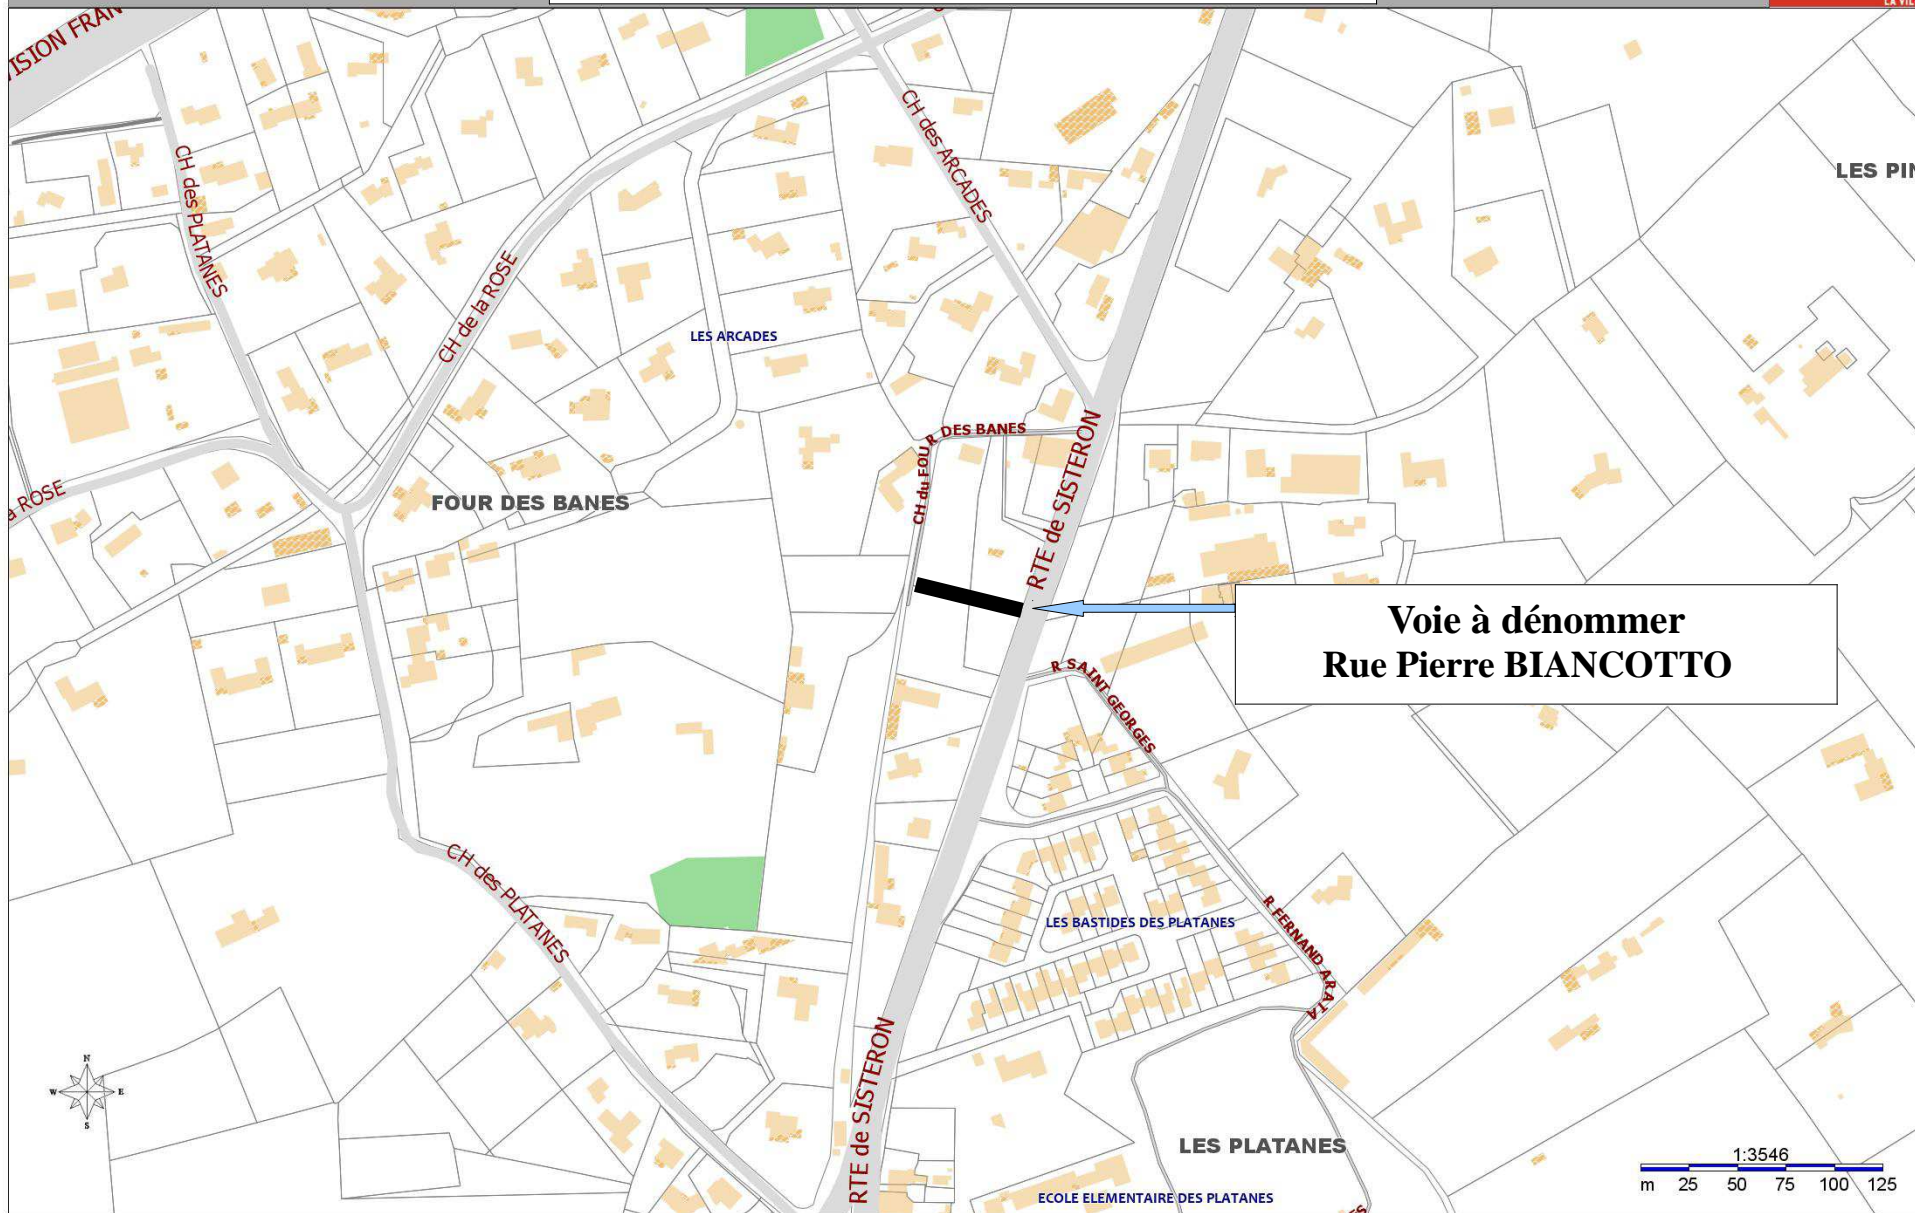 LA VIL
ISION FRAN
CH des PLATANES
CH des ARCADES
LES PIN
CH de la ROSE
LES ARCADES
CH du FOUR DES BANES
RTE de SISTERON
a ROSE
FOUR DES BANES
Voie à dénommer
Rue Pierre BIANCOTTO
R SAINT GEORGES
CH des PLATANES
LES BASTIDES DES PLATANES
R FERNAND ARATA
RTE de SISTERON
N
W E
S
LES PLATANES
ECOLE ELEMENTAIRE DES PLATANES
1:3546
m 25 50 75 100 125